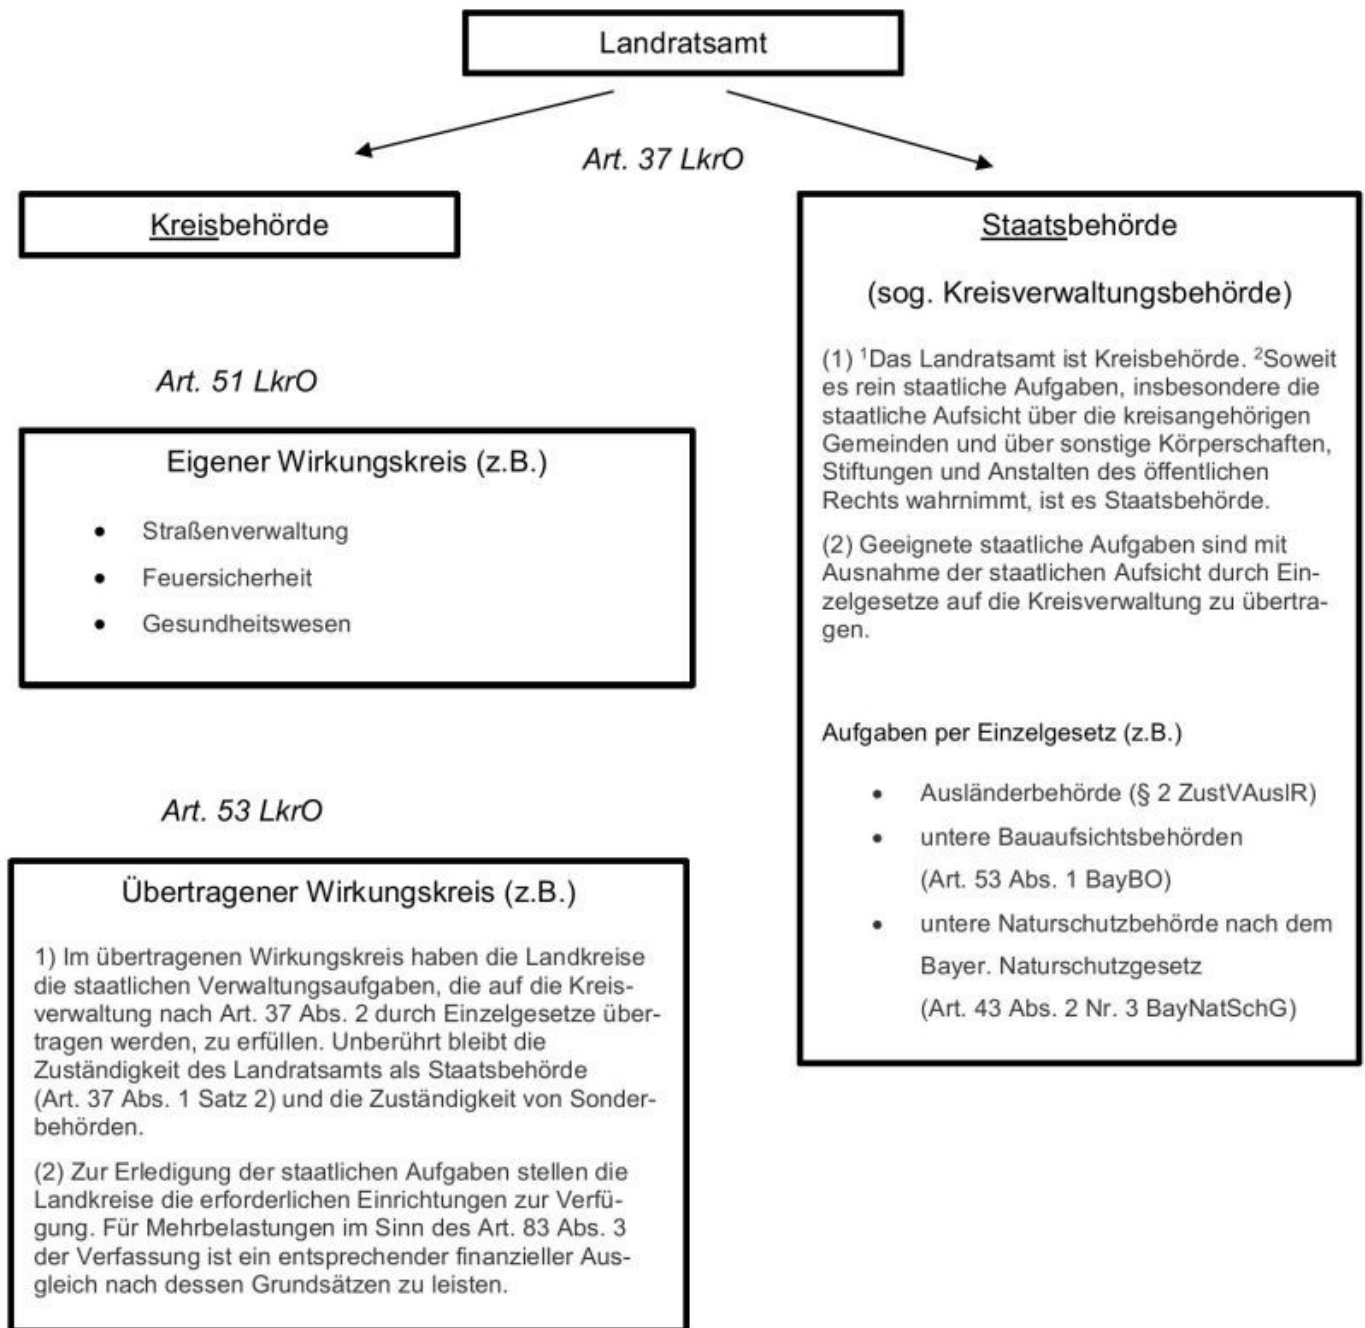 Landratsamt
Art. 37 LkrO
Kreisbehörde
Art. 51 LkrO
Eigener Wirkungskreis (z.B.)
• Straßenverwaltung
• Feuersicherheit
• Gesundheitswesen
Art. 53 LkrO
Übertragener Wirkungskreis (z.B.)
1) Im übertragenen Wirkungskreis haben die Landkreise
die staatlichen Verwaltungsaufgaben, die auf die Kreis-
verwaltung nach Art. 37 Abs. 2 durch Einzelgesetze über-
tragen werden, zu erfüllen. Unberührt bleibt die
Zuständigkeit des Landratsamts als Staatsbehörde
(Art. 37 Abs. 1 Satz 2) und die Zuständigkeit von Sonder-
behörden.
(2) Zur Erledigung der staatlichen Aufgaben stellen die
Landkreise die erforderlichen Einrichtungen zur Verfü-
gung. Für Mehrbelastungen im Sinn des Art. 83 Abs. 3
der Verfassung ist ein entsprechender finanzieller Aus-
gleich nach dessen Grundsätzen zu leisten.
Staatsbehörde
(sog. Kreisverwaltungsbehörde)
(1) ¹Das Landratsamt ist Kreisbehörde. ²Soweit
es rein staatliche Aufgaben, insbesondere die
staatliche Aufsicht über die kreisangehörigen
Gemeinden und über sonstige Körperschaften,
Stiftungen und Anstalten des öffentlichen
Rechts wahrnimmt, ist es Staatsbehörde.
(2) Geeignete staatliche Aufgaben sind mit
Ausnahme der staatlichen Aufsicht durch Ein-
zelgesetze auf die Kreisverwaltung zu übertra-
gen.
Aufgaben per Einzelgesetz (z.B.)
• Ausländerbehörde (§ 2 ZustVAuslR)
• untere Bauaufsichtsbehörden
(Art. 53 Abs. 1 BayBO)
• untere Naturschutzbehörde nach dem
Bayer. Naturschutzgesetz
(Art. 43 Abs. 2 Nr. 3 BayNatSchG)